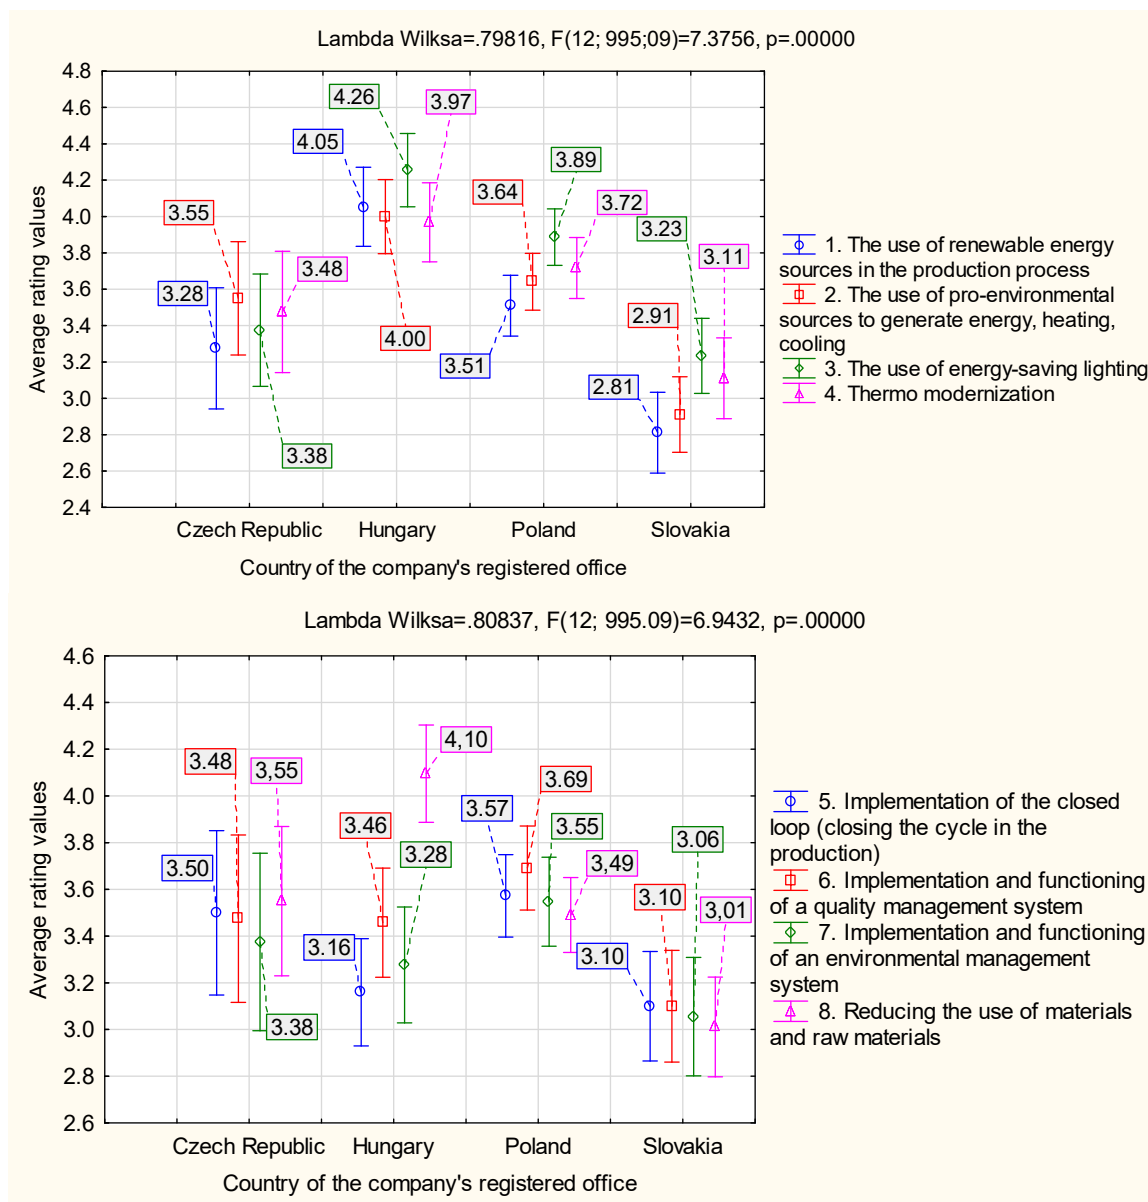 Lambda Wilksa=.79816, F(12; 995;09)=7.3756, p=.00000
4.8
4.6
4.4
4.2
4.0
3.8
3.6
3.4
3.2
3.0
2.8
2.6
2.4
Average rating values
3.28
3.55
3.38
3.48
4.05
4.00
4.26
3.97
3.51
3.64
3.89
3.72
2.81
2.91
3.23
3.11
Czech Republic
Hungary
Poland
Slovakia
Country of the company's registered office
1. The use of renewable energy
sources in the production process
2. The use of pro-environmental
sources to generate energy, heating,
cooling
3. The use of energy-saving lighting
4. Thermo modernization
Lambda Wilksa=.80837, F(12; 995.09)=6.9432, p=.00000
4.6
4.4
4.2
4.0
3.8
3.6
3.4
3.2
3.0
2.8
2.6
Average rating values
3.50
3.48
3.38
3,55
3.16
3.46
3.28
4,10
3.57
3.69
3.55
3,49
3.10
3.10
3.06
3,01
Czech Republic
Hungary
Poland
Slovakia
Country of the company's registered office
5. Implementation of the closed
loop (closing the cycle in the
production)
6. Implementation and functioning
of a quality management system
7. Implementation and functioning
of an environmental management
system
8. Reducing the use of materials
and raw materials